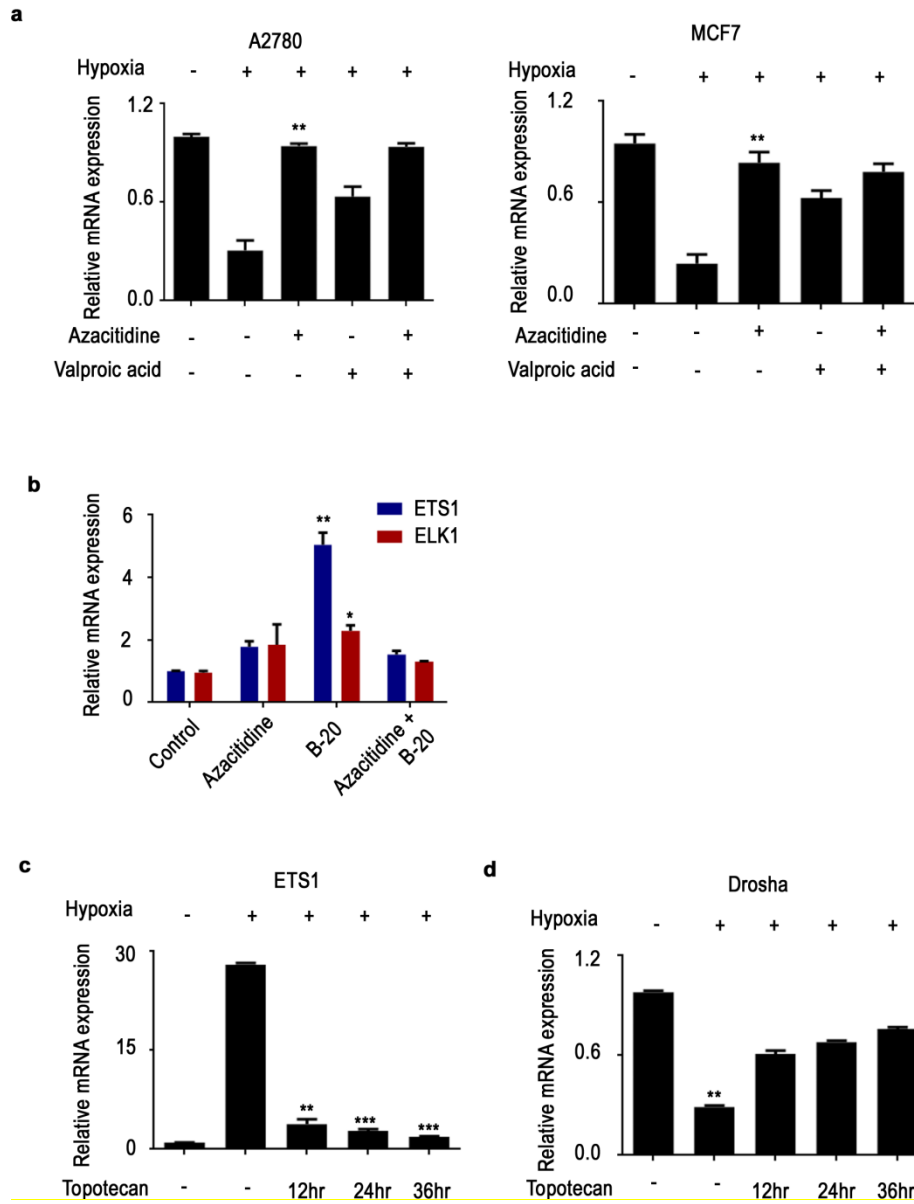 a
A2780
Hypoxia - + + + +
Relative mRNA expression
1.2
0.6
0.0
**
Azacitidine - - + - +
Valproic acid - - - + +
MCF7
Hypoxia - + + + +
Relative mRNA expression
1.2
0.6
0.0
**
Azacitidine - - + - +
Valproic acid - - - + +
b
Relative mRNA expression
6
4
2
0
** *
ETS1
ELK1
Control
Azacitidine
B-20
Azacitidine +
B-20
c
ETS1
Hypoxia - + + + +
Relative mRNA expression
30
15
0
** *** ***
Topotecan - - 12hr 24hr 36hr
d
Drosha
Hypoxia - + + + +
Relative mRNA expression
1.2
0.6
0.0
**
Topotecan - - 12hr 24hr 36hr